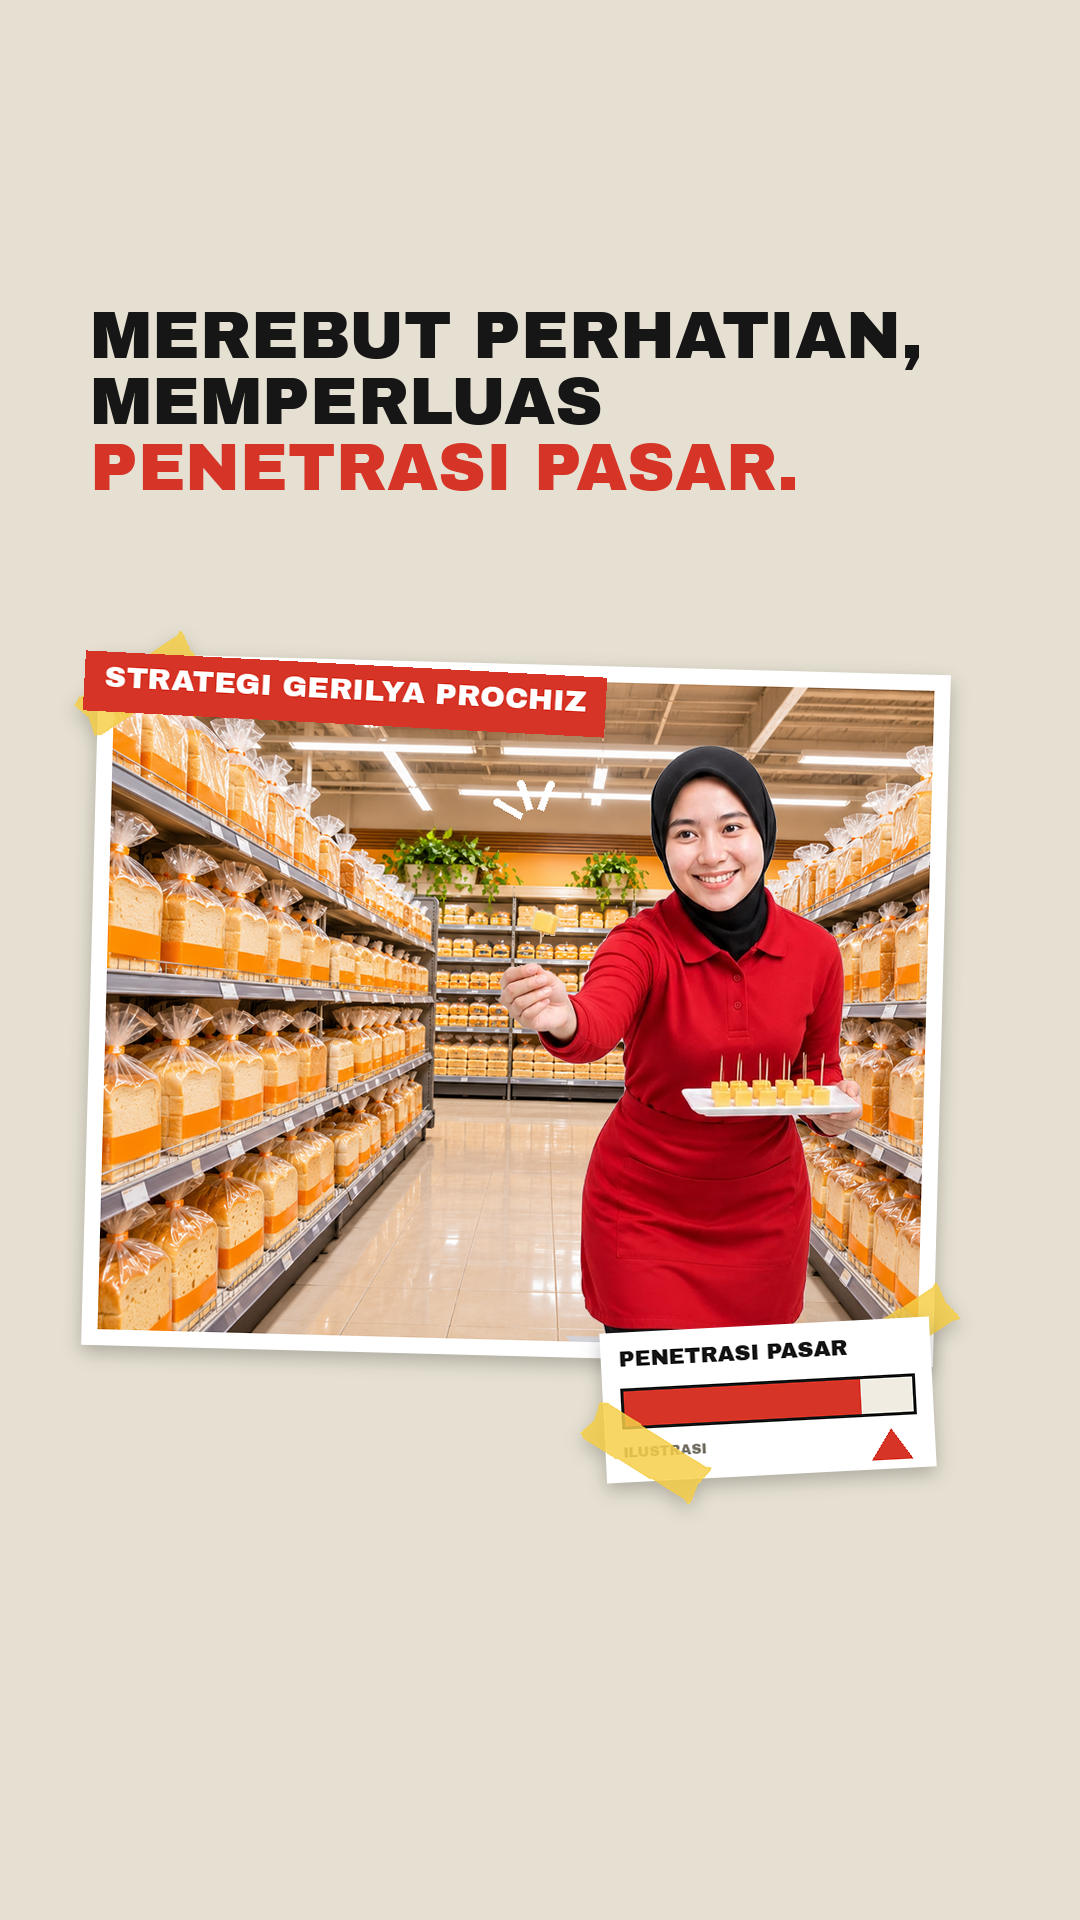 MEREBUT PERHATIAN,
MEMPERLUAS
PENETRASI PASAR.
STRATEGI GERILYA PROCHIZ
PENETRASI PASAR
ILUSTRASI